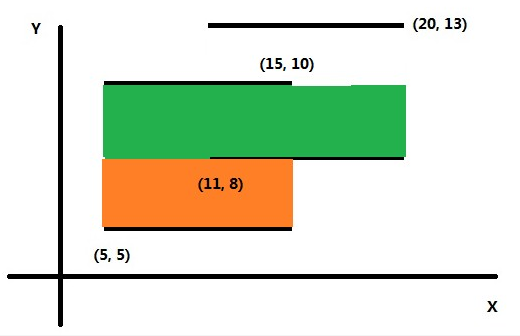 (20, 13)
Y
(15, 10)
(11, 8)
(5, 5)
X